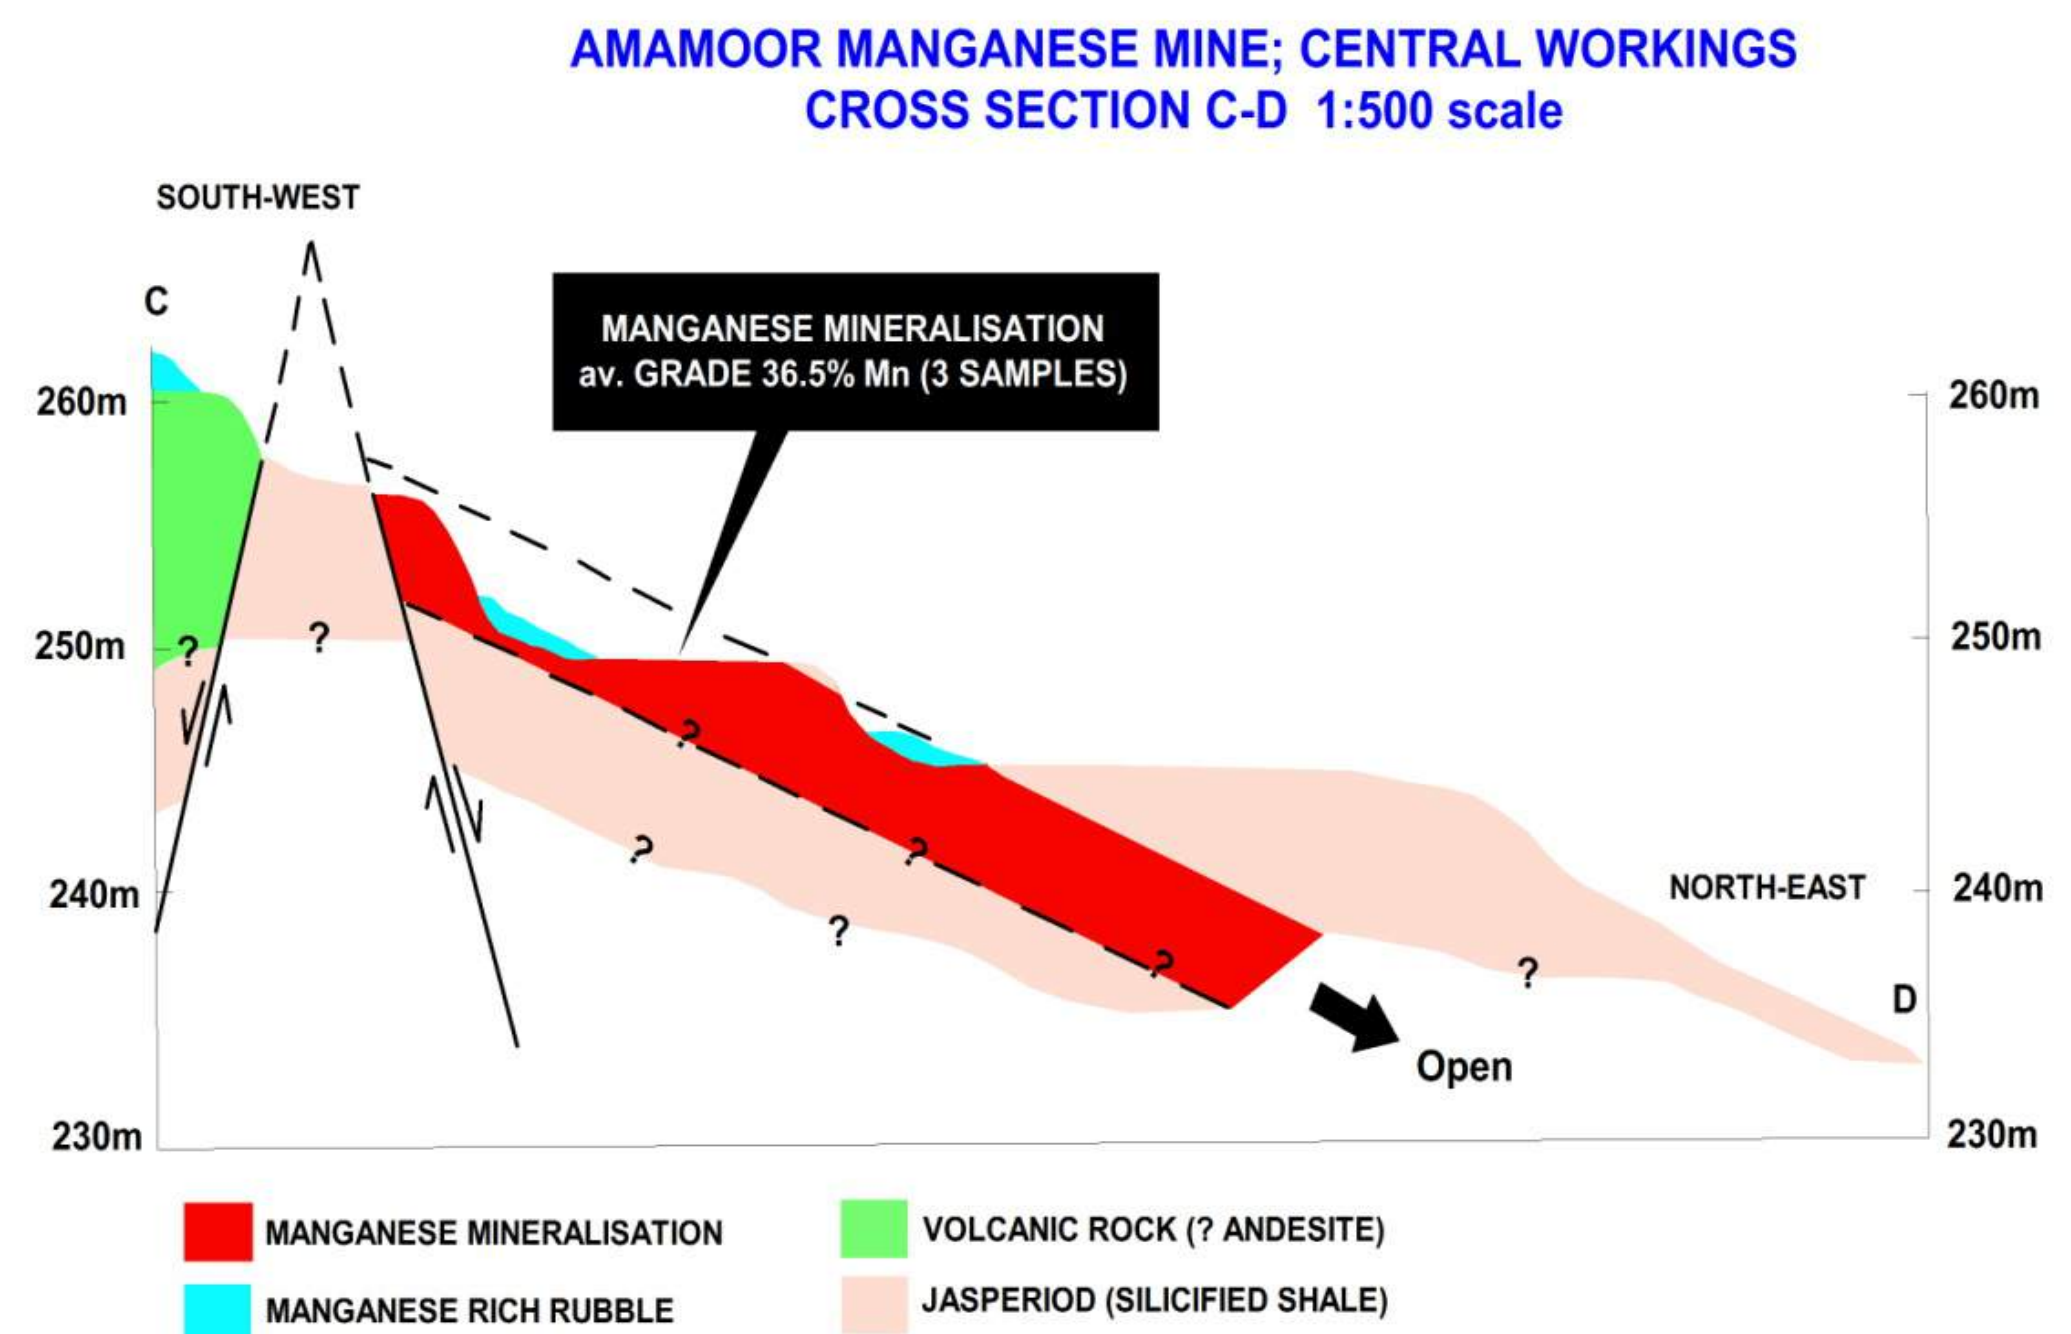 AMAMOOR MANGANESE MINE; CENTRAL WORKINGS
CROSS SECTION C-D 1:500 scale
SOUTH-WEST
C
MANGANESE MINERALISATION
av. GRADE 36.5% Mn (3 SAMPLES)
260m
260m
250m
?
?
250m
?
?
?
?
?
240m
NORTH-EAST
240m
?
?
D
Open
230m
230m
MANGANESE MINERALISATION
VOLCANIC ROCK (? ANDESITE)
MANGANESE RICH RUBBLE
JASPERIOD (SILICIFIED SHALE)